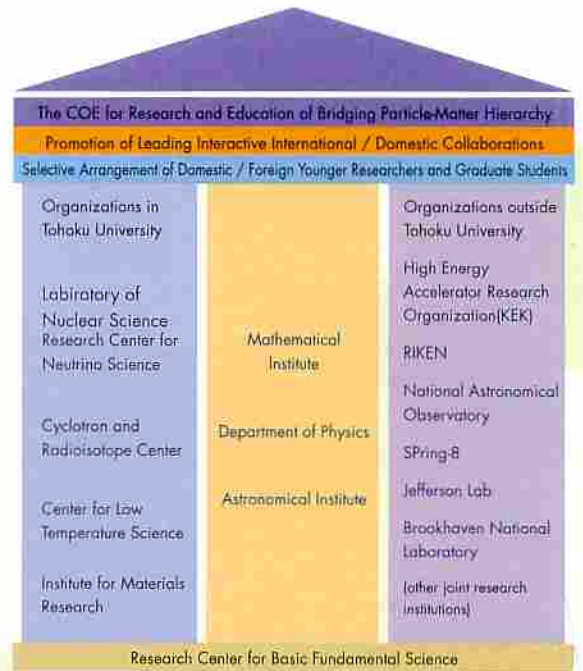 The COE for Research and Education of Bridging Particle-Matter Hierarchy
Promotion of Leading Interactive International / Domestic Collaborations
Selective Arrangement of Domestic / Foreign Younger Researchers and Graduate Students
Organizations in
Tohoku University
Labiratory of
Nuclear Science
Research Center for
Neutrino Science
Cyclotron and
Radioisotope Center
Center for Low
Temperature Science
Institute for Materials
Research
Mathematical
Institute
Department of Physics
Astronomical Institute
Organizations outside
Tohoku University
High Energy
Accelerator Research
Organization(KEK)
RIKEN
National Astronomical
Observatory
SPring-8
Jefferson Lab
Brookhaven National
Laboratory
(other joint research
institutions)
Research Center for Basic Fundamental Science